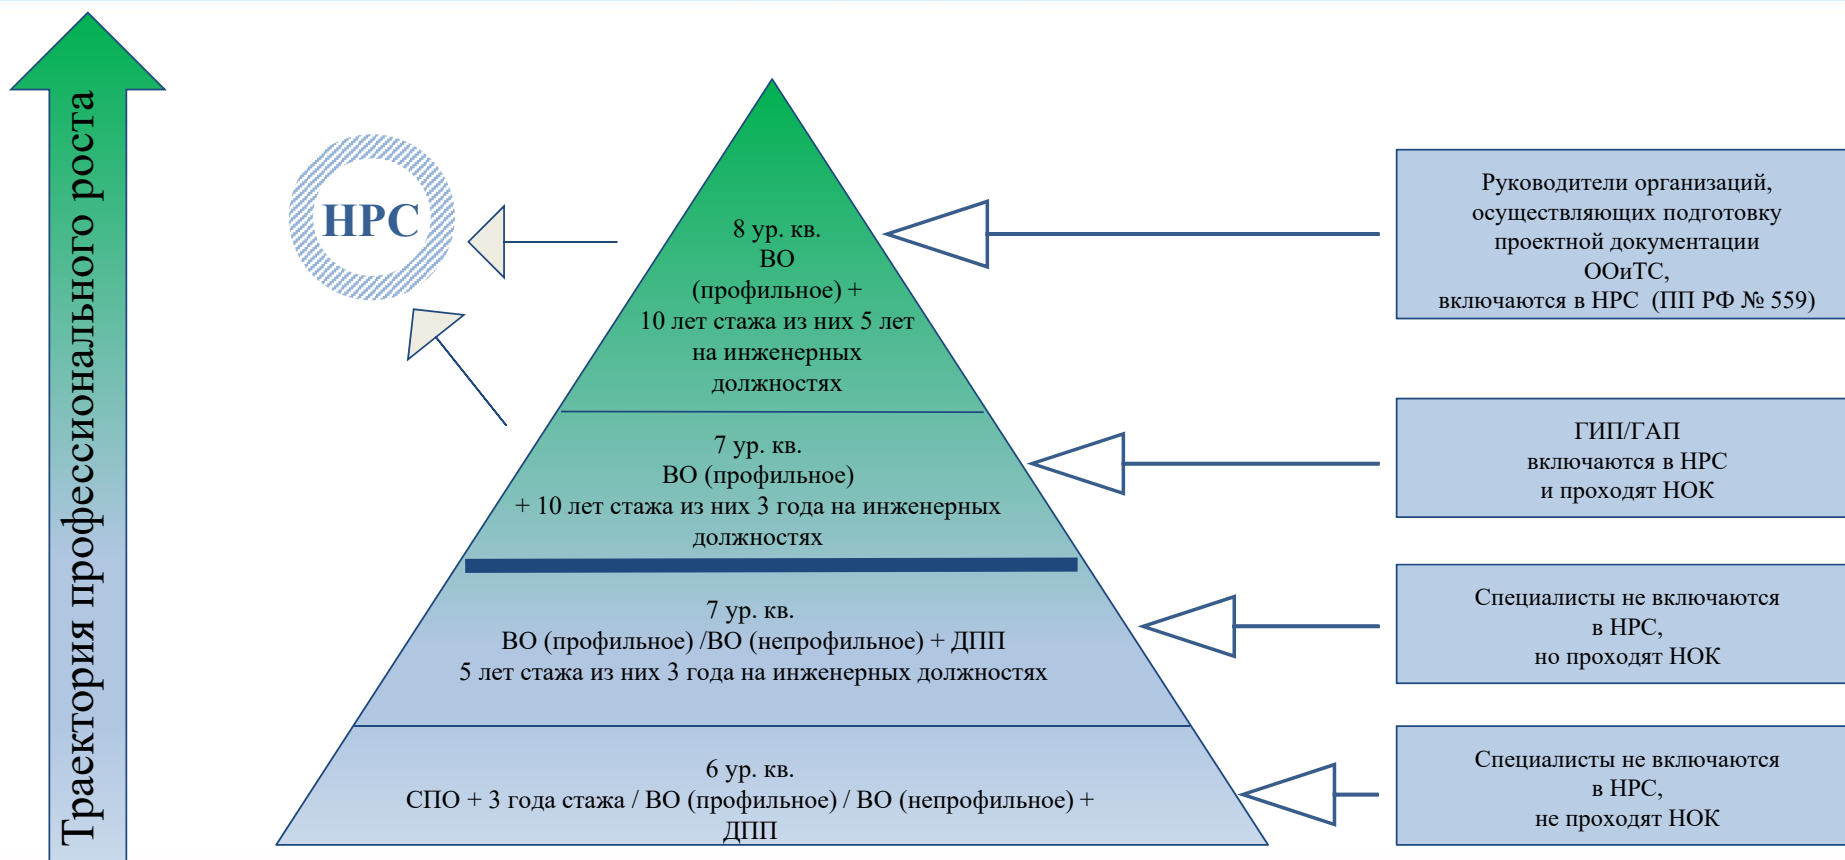 Траектория профессионального роста
НРС
8 ур. кв.
ВО
(профильное) +
10 лет стажа из них 5 лет
на инженерных
должностях
7 ур. кв.
ВО (профильное)
+ 10 лет стажа из них 3 года на инженерных
должностях
7 ур. кв.
ВО (профильное) /ВО (непрофильное) + ДПП
5 лет стажа из них 3 года на инженерных должностях
6 ур. кв.
СПО + 3 года стажа / ВО (профильное) / ВО (непрофильное) +
ДПП
Руководители организаций,
осуществляющих подготовку
проектной документации
ООиТС,
включаются в НРС (ПП РФ № 559)
ГИП/ГАП
включаются в НРС
и проходят НОК
Специалисты не включаются
в НРС,
но проходят НОК
Специалисты не включаются
в НРС,
не проходят НОК